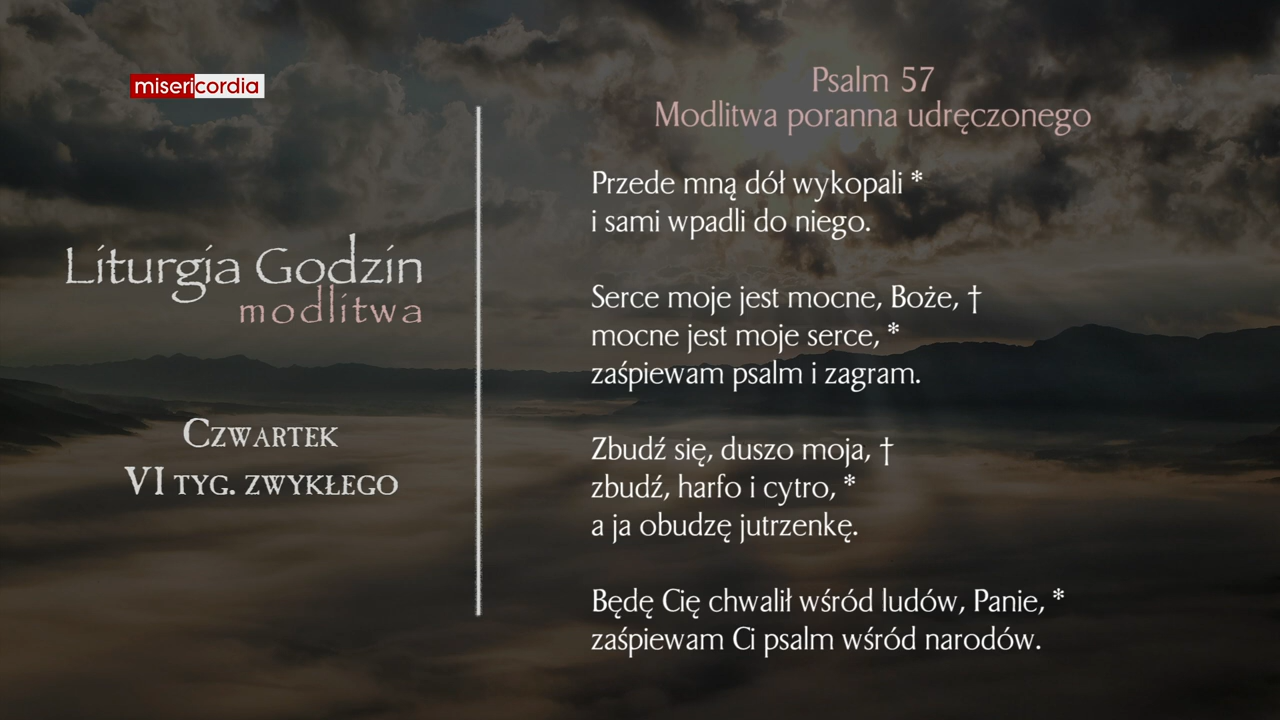 misericordia
Liturgia Godzin
modlitwa
Czwartek
VI tyg. zwykłego
Psalm 57
Modlitwa poranna udręczonego
Przede mną dół wykopali *
i sami wpadli do niego.
Serce moje jest mocne, Boże, †
mocne jest moje serce, *
zaśpiewam psalm i zagram.
Zbudź się, duszo moja, †
zbudź, harfo i cytro, *
a ja obudzę jutrzenkę.
Będę Cię chwalił wśród ludów, Panie, *
zaśpiewam Ci psalm wśród narodów.